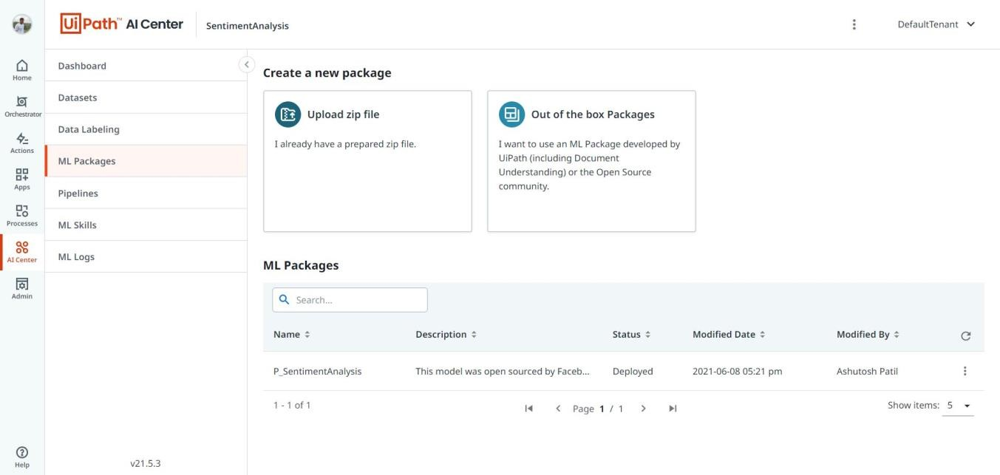 UiPath™ AI Center
SentimentAnalysis
DefaultTenant
Home
Orchestrator
Actions
Apps
Processes
AI Center
Admin
Help
Dashboard
Datasets
Data Labeling
ML Packages
Pipelines
ML Skills
ML Logs
v21.5.3
Create a new package
Upload zip file
I already have a prepared zip file.
Out of the box Packages
I want to use an ML Package developed by
UiPath (including Document
Understanding) or the Open Source
community.
ML Packages
Search...
Name Description Status Modified Date Modified By
P_SentimentAnalysis This model was open sourced by Faceb... Deployed 2021-06-08 05:21 pm Ashutosh Patil
1 - 1 of 1 Page 1 / 1 Show items: 5